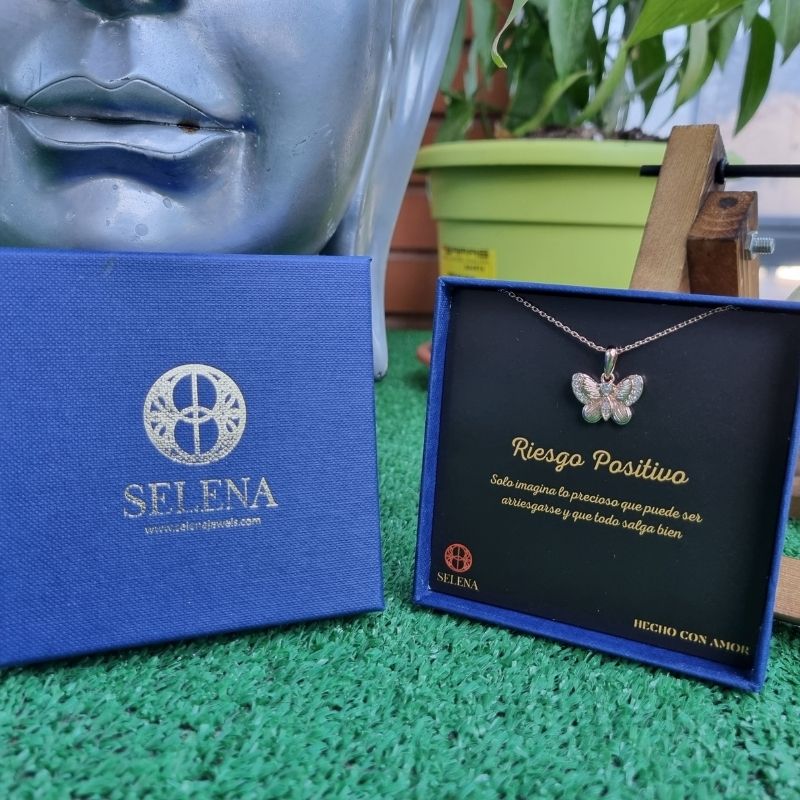 SELENA
www.selenajewels.com
Riesgo Positivo
Solo imagina lo precioso que puede ser
arriesgarse y que todo salga bien
SELENA
HECHO CON AMOR